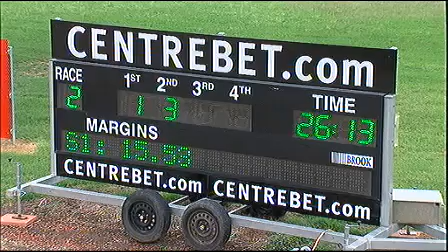 CENTREBET.com
RACE 1ST 2ND 3RD 4TH TIME
2 1 3 26:13
MARGINS
51: 15.53
BROOK
CENTREBET.com CENTREBET.com